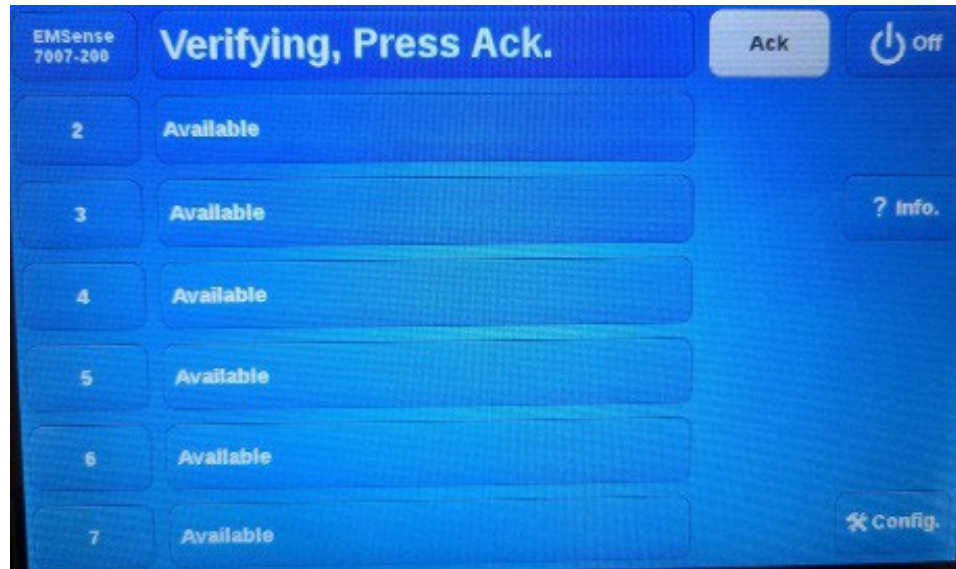 EMSense
7007-200
Verifying, Press Ack.
Ack
Off
2
Available
3
Available
? Info.
4
Available
5
Available
6
Available
7
Available
Config.